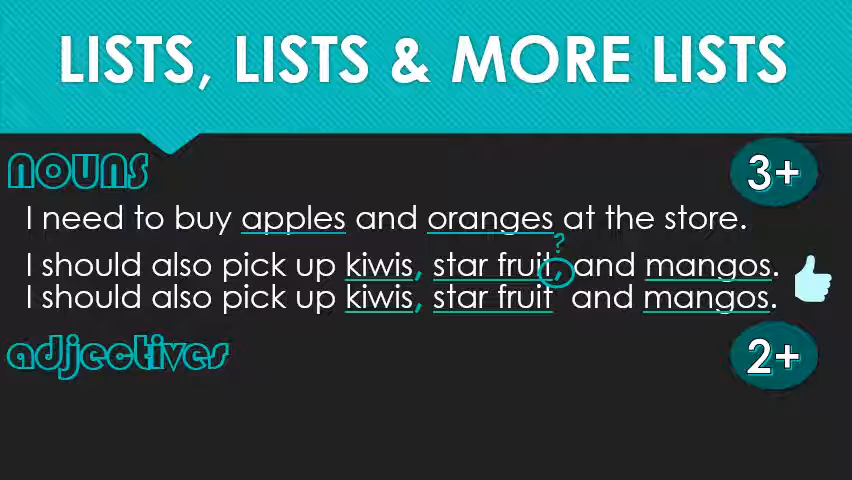 LISTS, LISTS & MORE LISTS
nouns
3+
I need to buy apples and oranges at the store.
?
I should also pick up kiwis, star fruit, and mangos.
I should also pick up kiwis, star fruit and mangos.
adjectives
2+